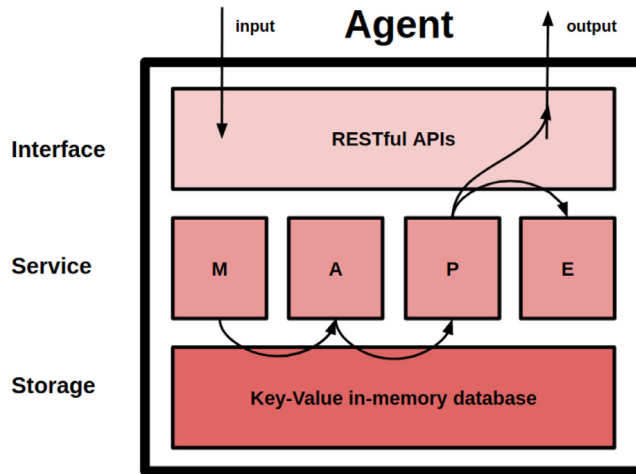 Agent
input
output
Interface
RESTful APIs
Service
M
A
P
E
Storage
Key-Value in-memory database